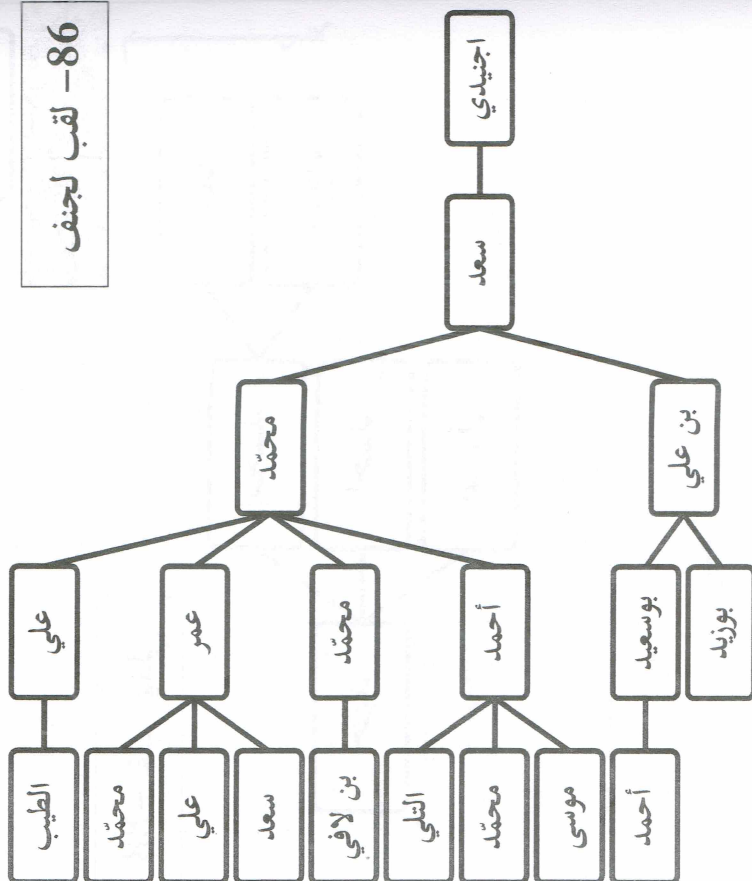 86- لقب لجنف
اجنيدي
سعد
بن علي
محمّد
بوزيد
بوسعيد
أحمد
محمّد
عمر
علي
أحمد
موسى
محمّد
التلي
بن لافي
سعد
علي
محمّد
الطيب